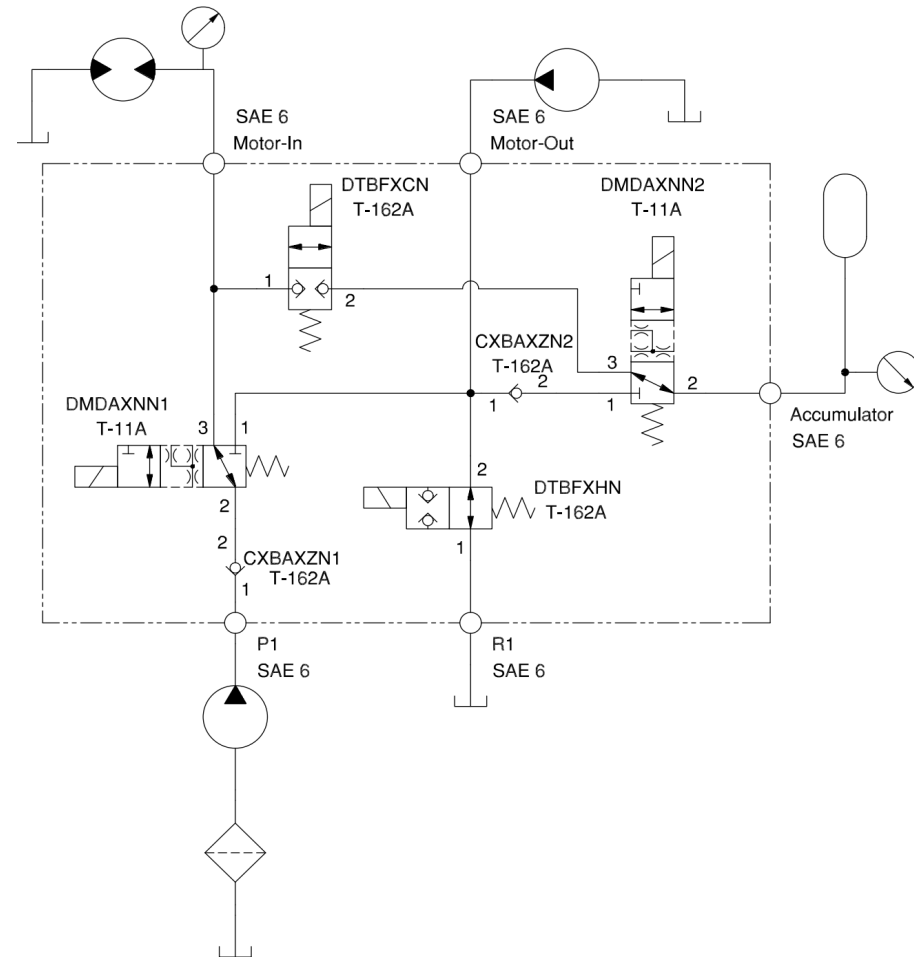 SAE 6
Motor-In
SAE 6
Motor-Out
DTBFXCN
T-162A
DMDAXNN2
T-11A
1
2
CXBAXZN2
T-162A
2
1
3
1
2
Accumulator
SAE 6
DMDAXNN1
T-11A
3
1
2
2
DTBFXHN
T-162A
1
2
CXBAXZN1
T-162A
1
P1
SAE 6
R1
SAE 6